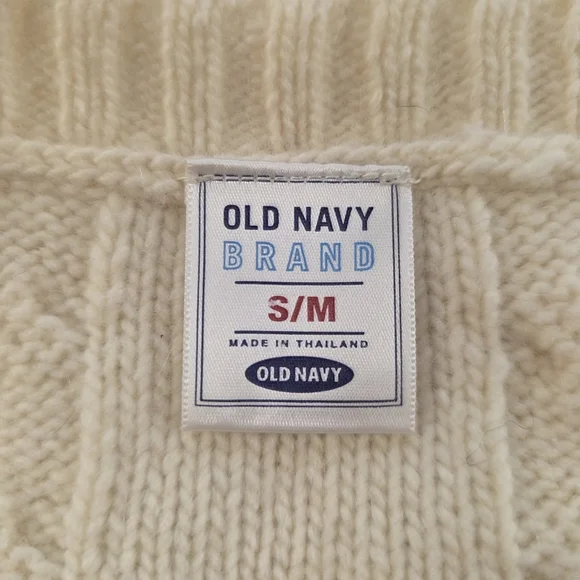 OLD NAVY
BRAND
S/M
MADE IN THAILAND
OLD NAVY